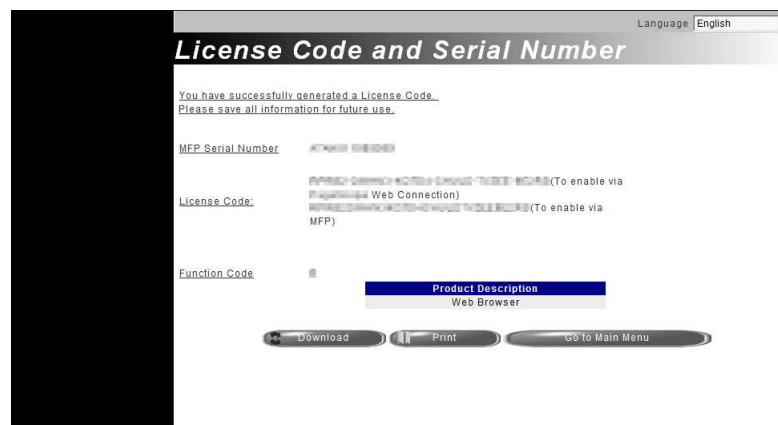 Language English
License Code and Serial Number
You have successfully generated a License Code.
Please save all information for future use.
MFP Serial Number
(To enable via
License Code:
Web Connection)
(To enable via
MFP)
Function Code
Product Description
Web Browser
Download Print Go to Main Menu